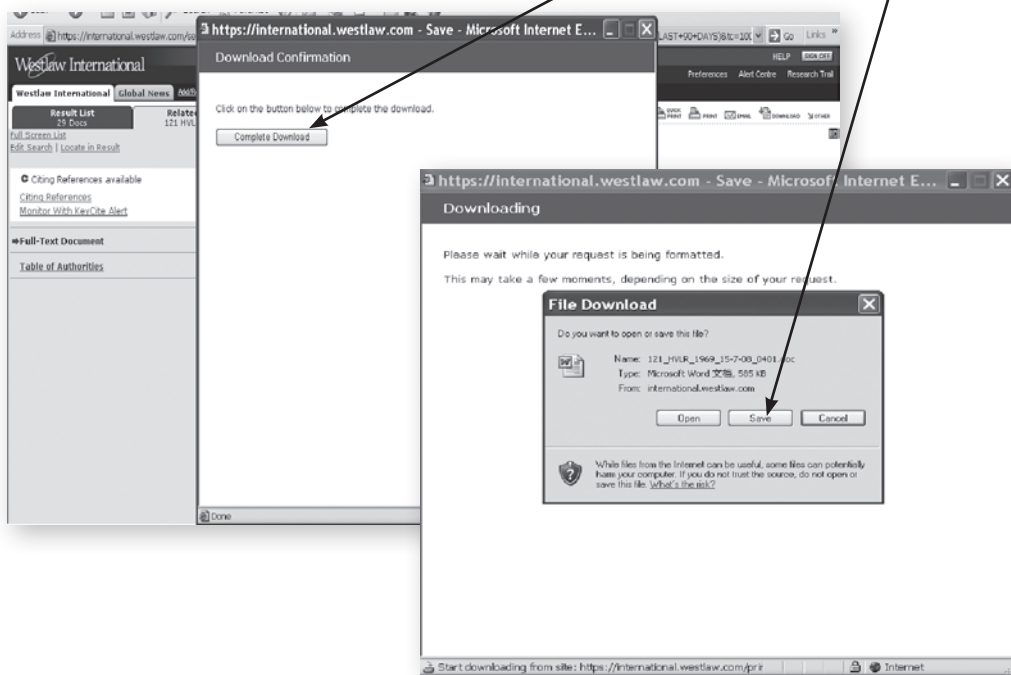 Address https://international.westlaw.com/se
LAST+90+DAYS)&tc=100 Go Links »
Westlaw International
HELP SIGN OFF
Preferences Alert Centre Research Trail
Westlaw International Global News
Result List
29 Docs
Relate
121 HVL
QUICK PRINT PRINT EMAIL DOWNLOAD OTHER
Full Screen List
Edit Search | Locate in Result
C Citing References available
Citing References
Monitor With KeyCite Alert
Full-Text Document
Table of Authorities
https://international.westlaw.com - Save - Microsoft Internet E...
Download Confirmation
Click on the button below to complete the download.
Complete Download
Done
https://international.westlaw.com - Save - Microsoft Internet E...
Downloading
Please wait while your request is being formatted.
This may take a few moments, depending on the size of your request.
File Download
Do you want to open or save this file?
Name: 121_HVLR_1969_15-7-08_0401.doc
Type: Microsoft Word 文档, 585 KB
From: international.westlaw.com
Open Save Cancel
While files from the Internet can be useful, some files can potentially
harm your computer. If you do not trust the source, do not open or
save this file. What's the risk?
Start downloading from site: https://international.westlaw.com/prir
Internet